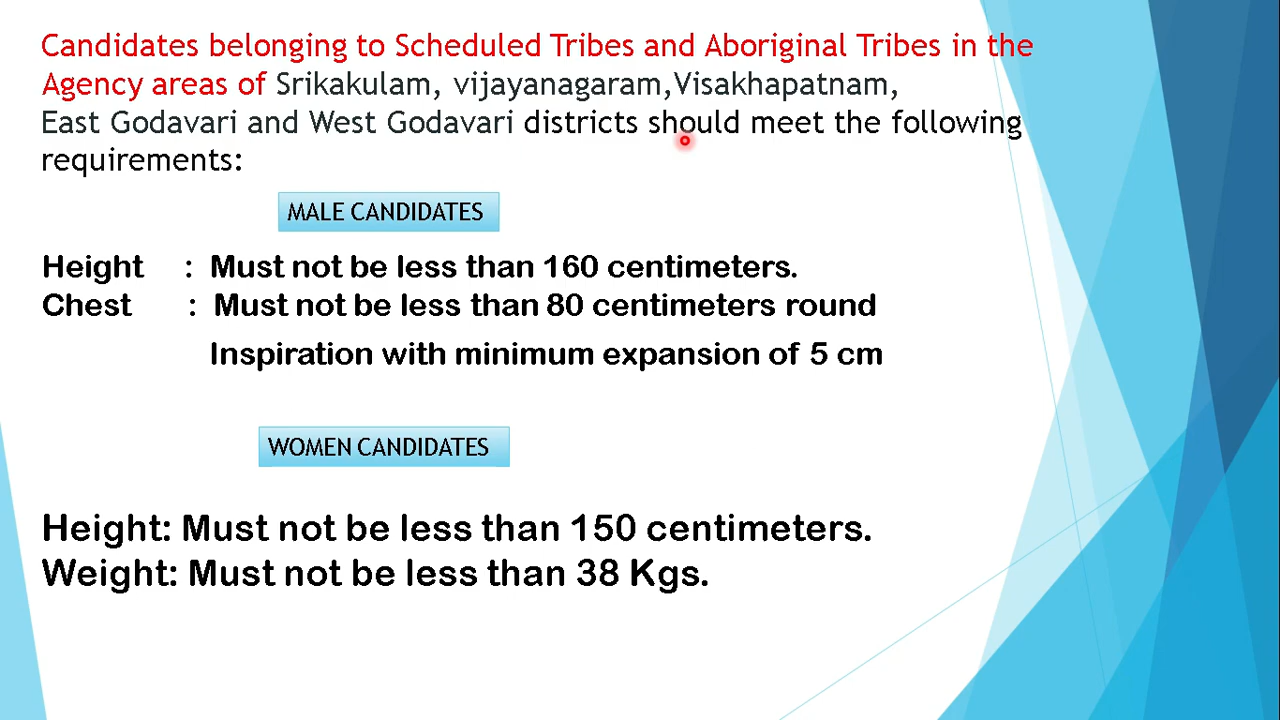 Candidates belonging to Scheduled Tribes and Aboriginal Tribes in the
Agency areas of Srikakulam, vijayanagaram,Visakhapatnam,
East Godavari and West Godavari districts should meet the following
requirements:
MALE CANDIDATES
Height : Must not be less than 160 centimeters.
Chest : Must not be less than 80 centimeters round
Inspiration with minimum expansion of 5 cm
WOMEN CANDIDATES
Height: Must not be less than 150 centimeters.
Weight: Must not be less than 38 Kgs.